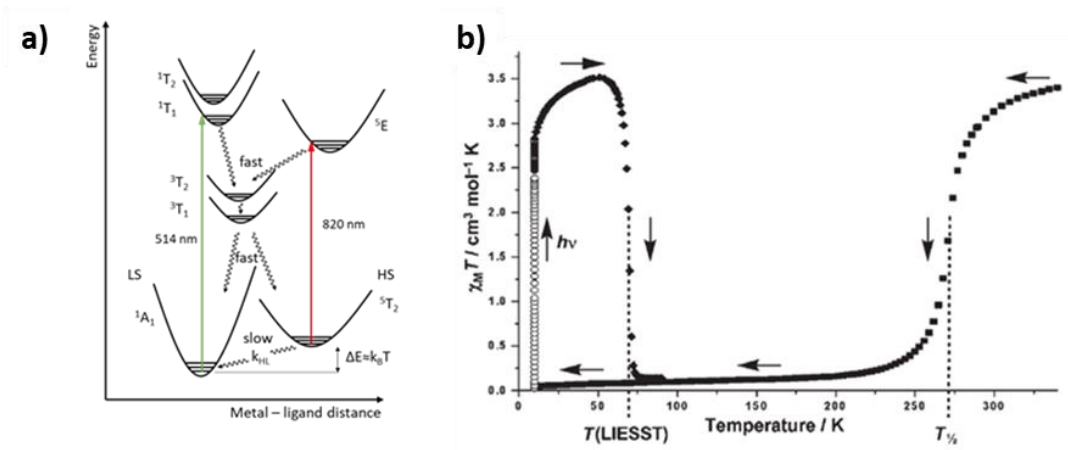 a)
Energy
¹T₂
¹T₁
⁵E
fast
³T₂
³T₁
514 nm
820 nm
fast
LS
HS
¹A₁
⁵T₂
slow
k_HL
ΔE≈k_BT
Metal – ligand distance
b)
χ_MT / cm³ mol⁻¹ K
3.5
3.0
2.5
2.0
1.5
1.0
0.5
0.0
hν
0
50
100
150
200
250
300
T(LIESST)
Temperature / K
T½